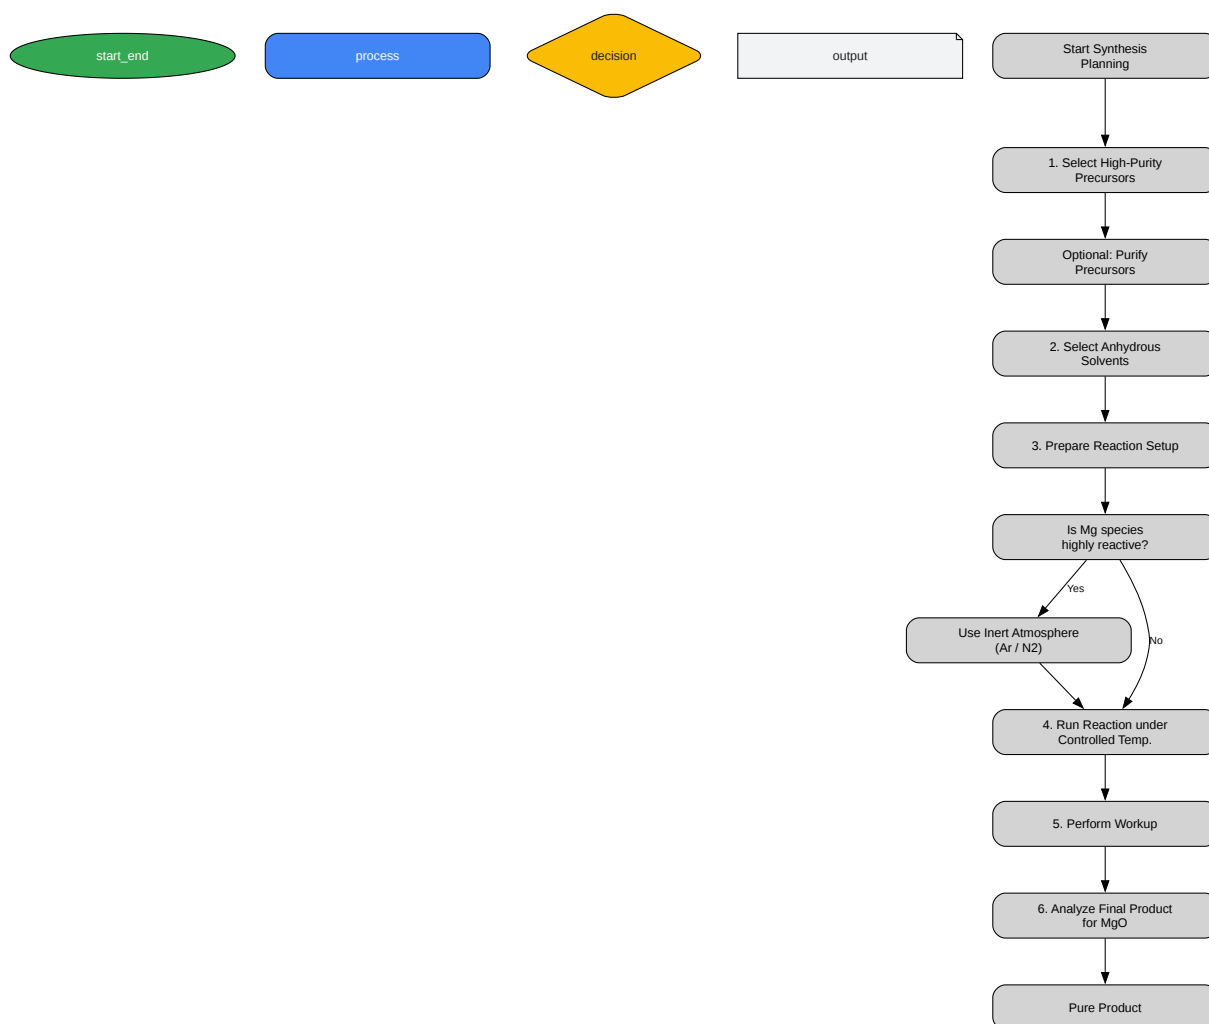 start_end
process
decision
output
Start Synthesis
Planning
1. Select High-Purity
Precursors
Optional: Purify
Precursors
2. Select Anhydrous
Solvents
3. Prepare Reaction Setup
Is Mg species
highly reactive?
Yes
Use Inert Atmosphere
(Ar / N2)
No
4. Run Reaction under
Controlled Temp.
5. Perform Workup
6. Analyze Final Product
for MgO
Pure Product